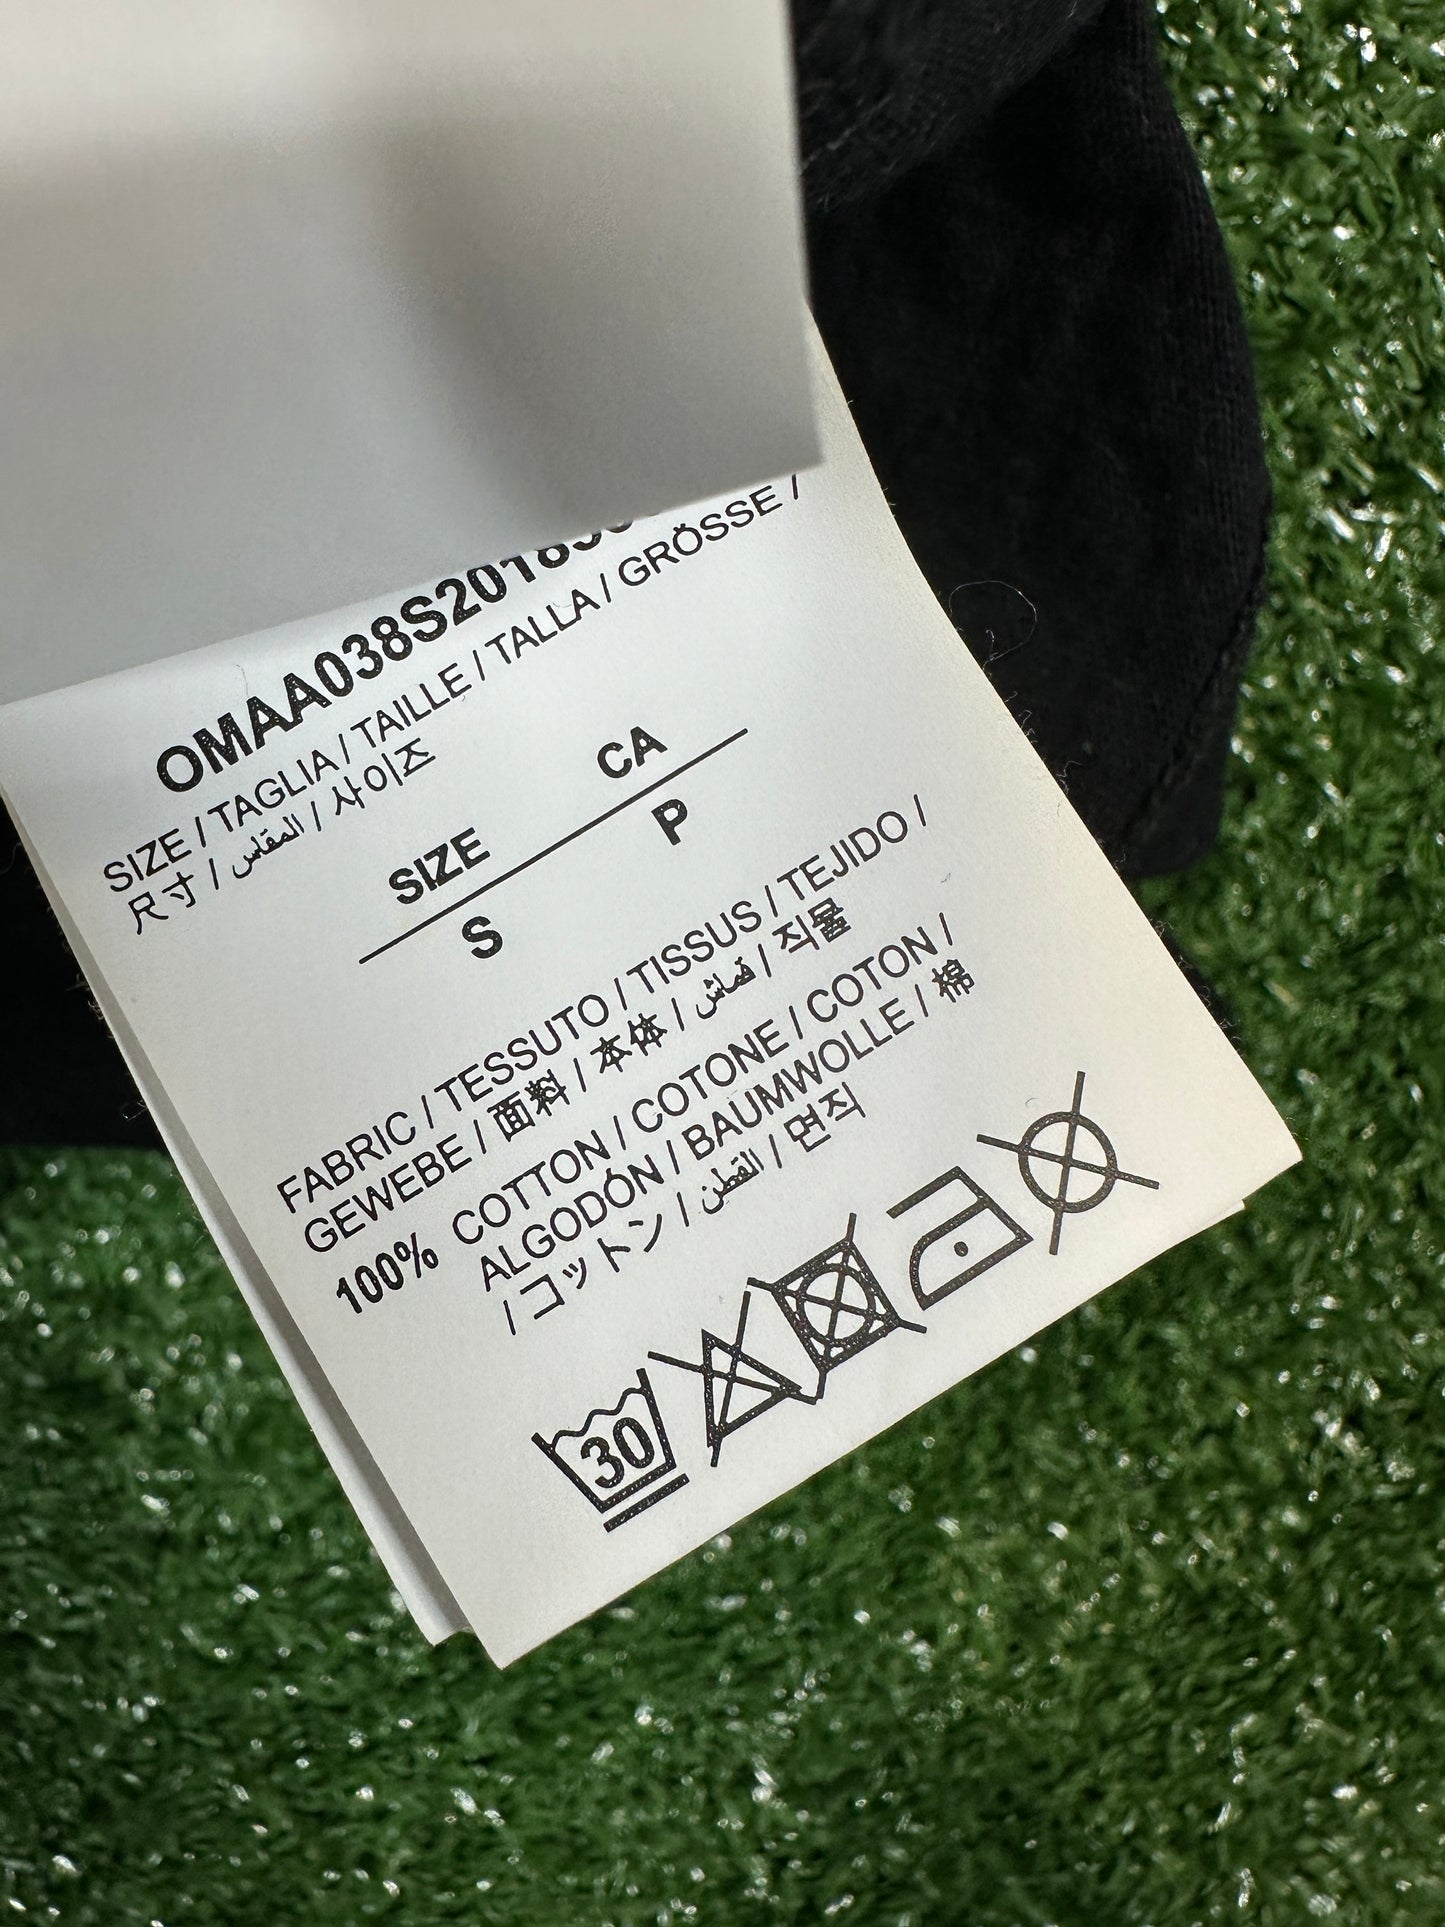 OMAA038S20185
SIZE / TAGLIA / TAILLE / TALLA / GRÖSSE /
尺寸 / المقاس / 사이즈
SIZE CA
S P
FABRIC / TESSUTO / TISSUS / TEJIDO /
GEWEBE / 面料 / 本体 / قماش / 직물
100% COTTON / COTONE / COTON /
ALGODÓN / BAUMWOLLE / 棉
/ コットン / القطن / 면직
30